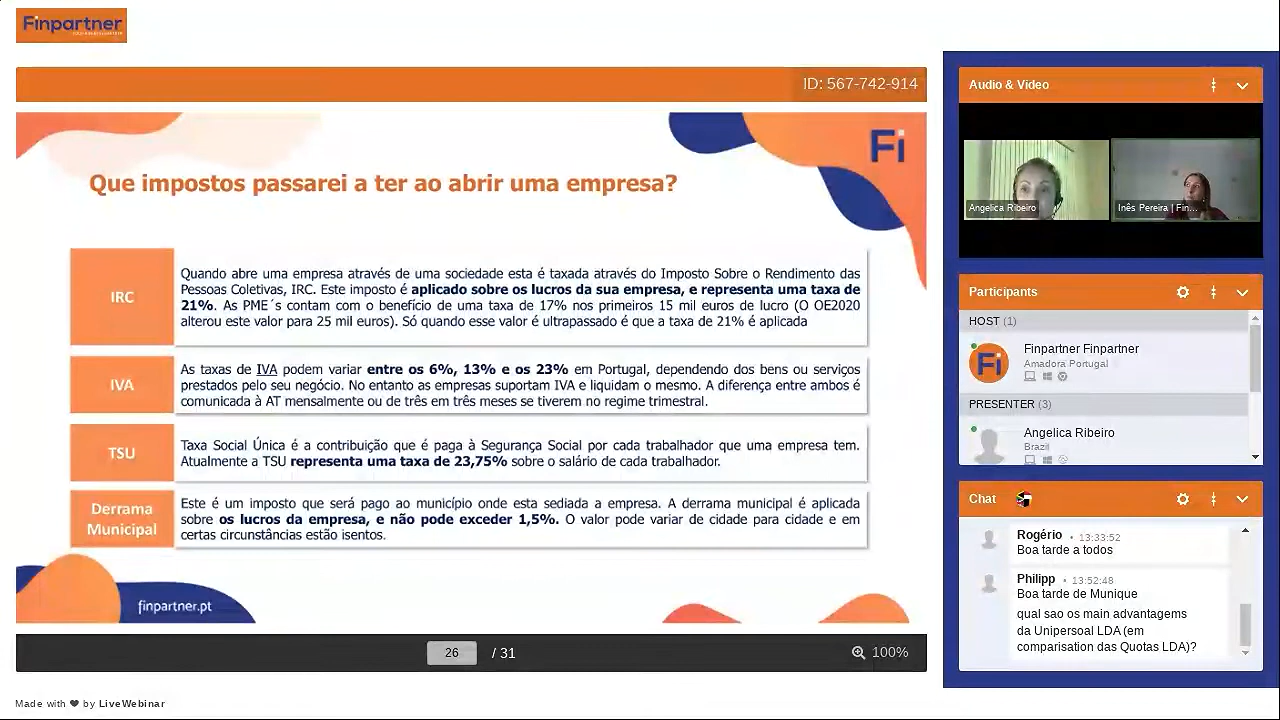 Finpartner
ID: 567-742-914
Fi
Que impostos passarei a ter ao abrir uma empresa?
IRC
Quando abre uma empresa através de uma sociedade esta é taxada através do Imposto Sobre o Rendimento das
Pessoas Coletivas, IRC. Este imposto é aplicado sobre os lucros da sua empresa, e representa uma taxa de
21%. As PME´s contam com o benefício de uma taxa de 17% nos primeiros 15 mil euros de lucro (O OE2020
alterou este valor para 25 mil euros). Só quando esse valor é ultrapassado é que a taxa de 21% é aplicada
IVA
As taxas de IVA podem variar entre os 6%, 13% e os 23% em Portugal, dependendo dos bens ou serviços
prestados pelo seu negócio. No entanto as empresas suportam IVA e liquidam o mesmo. A diferença entre ambos é
comunicada à AT mensalmente ou de três em três meses se tiverem no regime trimestral.
TSU
Taxa Social Única é a contribuição que é paga à Segurança Social por cada trabalhador que uma empresa tem.
Atualmente a TSU representa uma taxa de 23,75% sobre o salário de cada trabalhador.
Derrama
Municipal
Este é um imposto que será pago ao município onde esta sediada a empresa. A derrama municipal é aplicada
sobre os lucros da empresa, e não pode exceder 1,5%. O valor pode variar de cidade para cidade e em
certas circunstâncias estão isentos.
finpartner.pt
26 / 31
100%
Made with ❤ by LiveWebinar
Audio & Video
Angelica Ribeiro
Inês Pereira | Fin...
Participants
HOST (1)
Fi
Finpartner Finpartner
Amadora Portugal
PRESENTER (3)
Angelica Ribeiro
Brazil
Chat
Rogério • 13:33:52
Boa tarde a todos
Philipp • 13:52:48
Boa tarde de Munique
qual sao os main advantagems
da Unipersoal LDA (em
comparisation das Quotas LDA)?